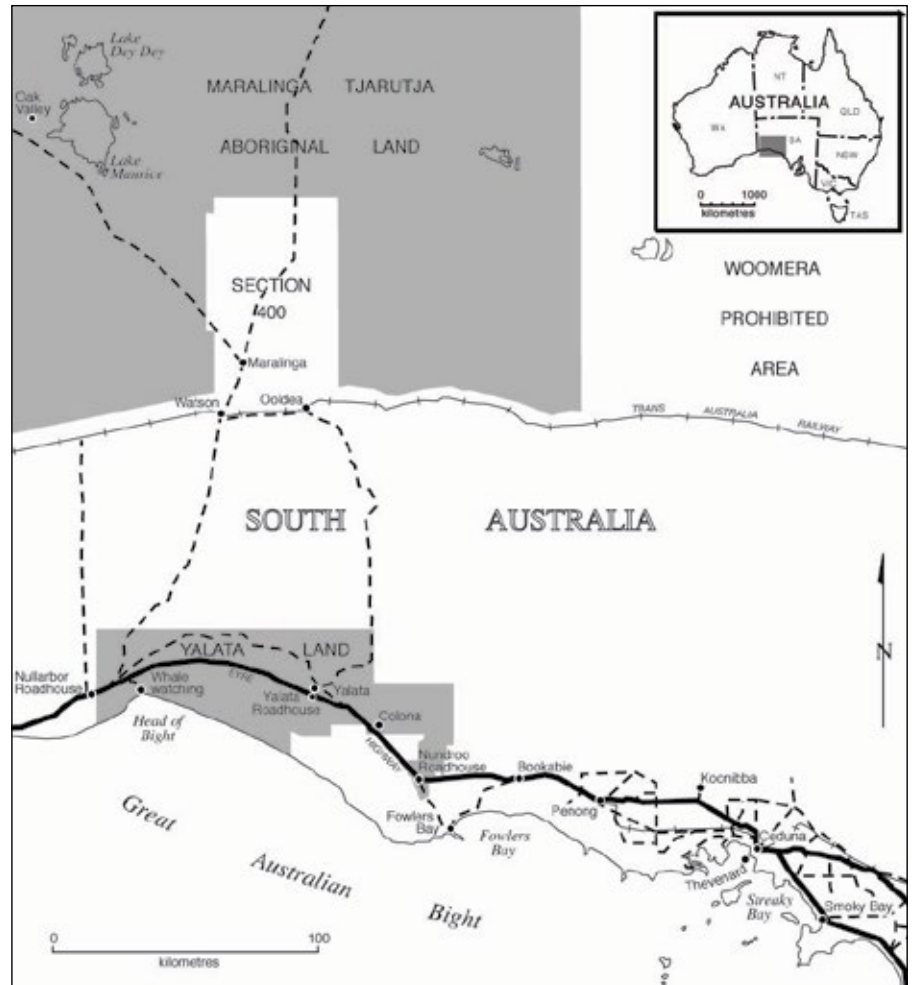 Lake
Dey Dey
Oak
Valley
Lake
Maurice
MARALINGA TJARUTJA
ABORIGINAL LAND
NT
AUSTRALIA
WA
QLD
SA
NSW
VIC
TAS
0 1000
kilometres
WOOMERA
PROHIBITED
AREA
SECTION
400
Maralinga
Watson
Ooldea
TRANS AUSTRALIA RAILWAY
SOUTH AUSTRALIA
N
YALATA LAND
EYRE
HIGHWAY
Nullarbor
Roadhouse
Whale
watching
Yalata
Yalata
Roadhouse
Colona
Head of
Bight
Nundroo
Roadhouse
Bookabie
Koonibba
Penong
Fowlers
Bay
Fowlers
Bay
Ceduna
Thevenard
Streaky
Bay
Smoky Bay
Great
Australian
Bight
0 100
kilometres